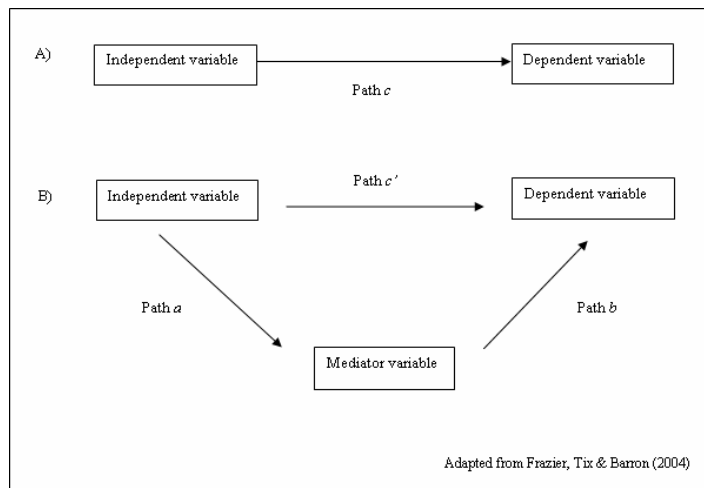 A)
Independent variable
Dependent variable
Path c
B)
Independent variable
Path c’
Dependent variable
Path a
Path b
Mediator variable
Adapted from Frazier, Tix & Barron (2004)